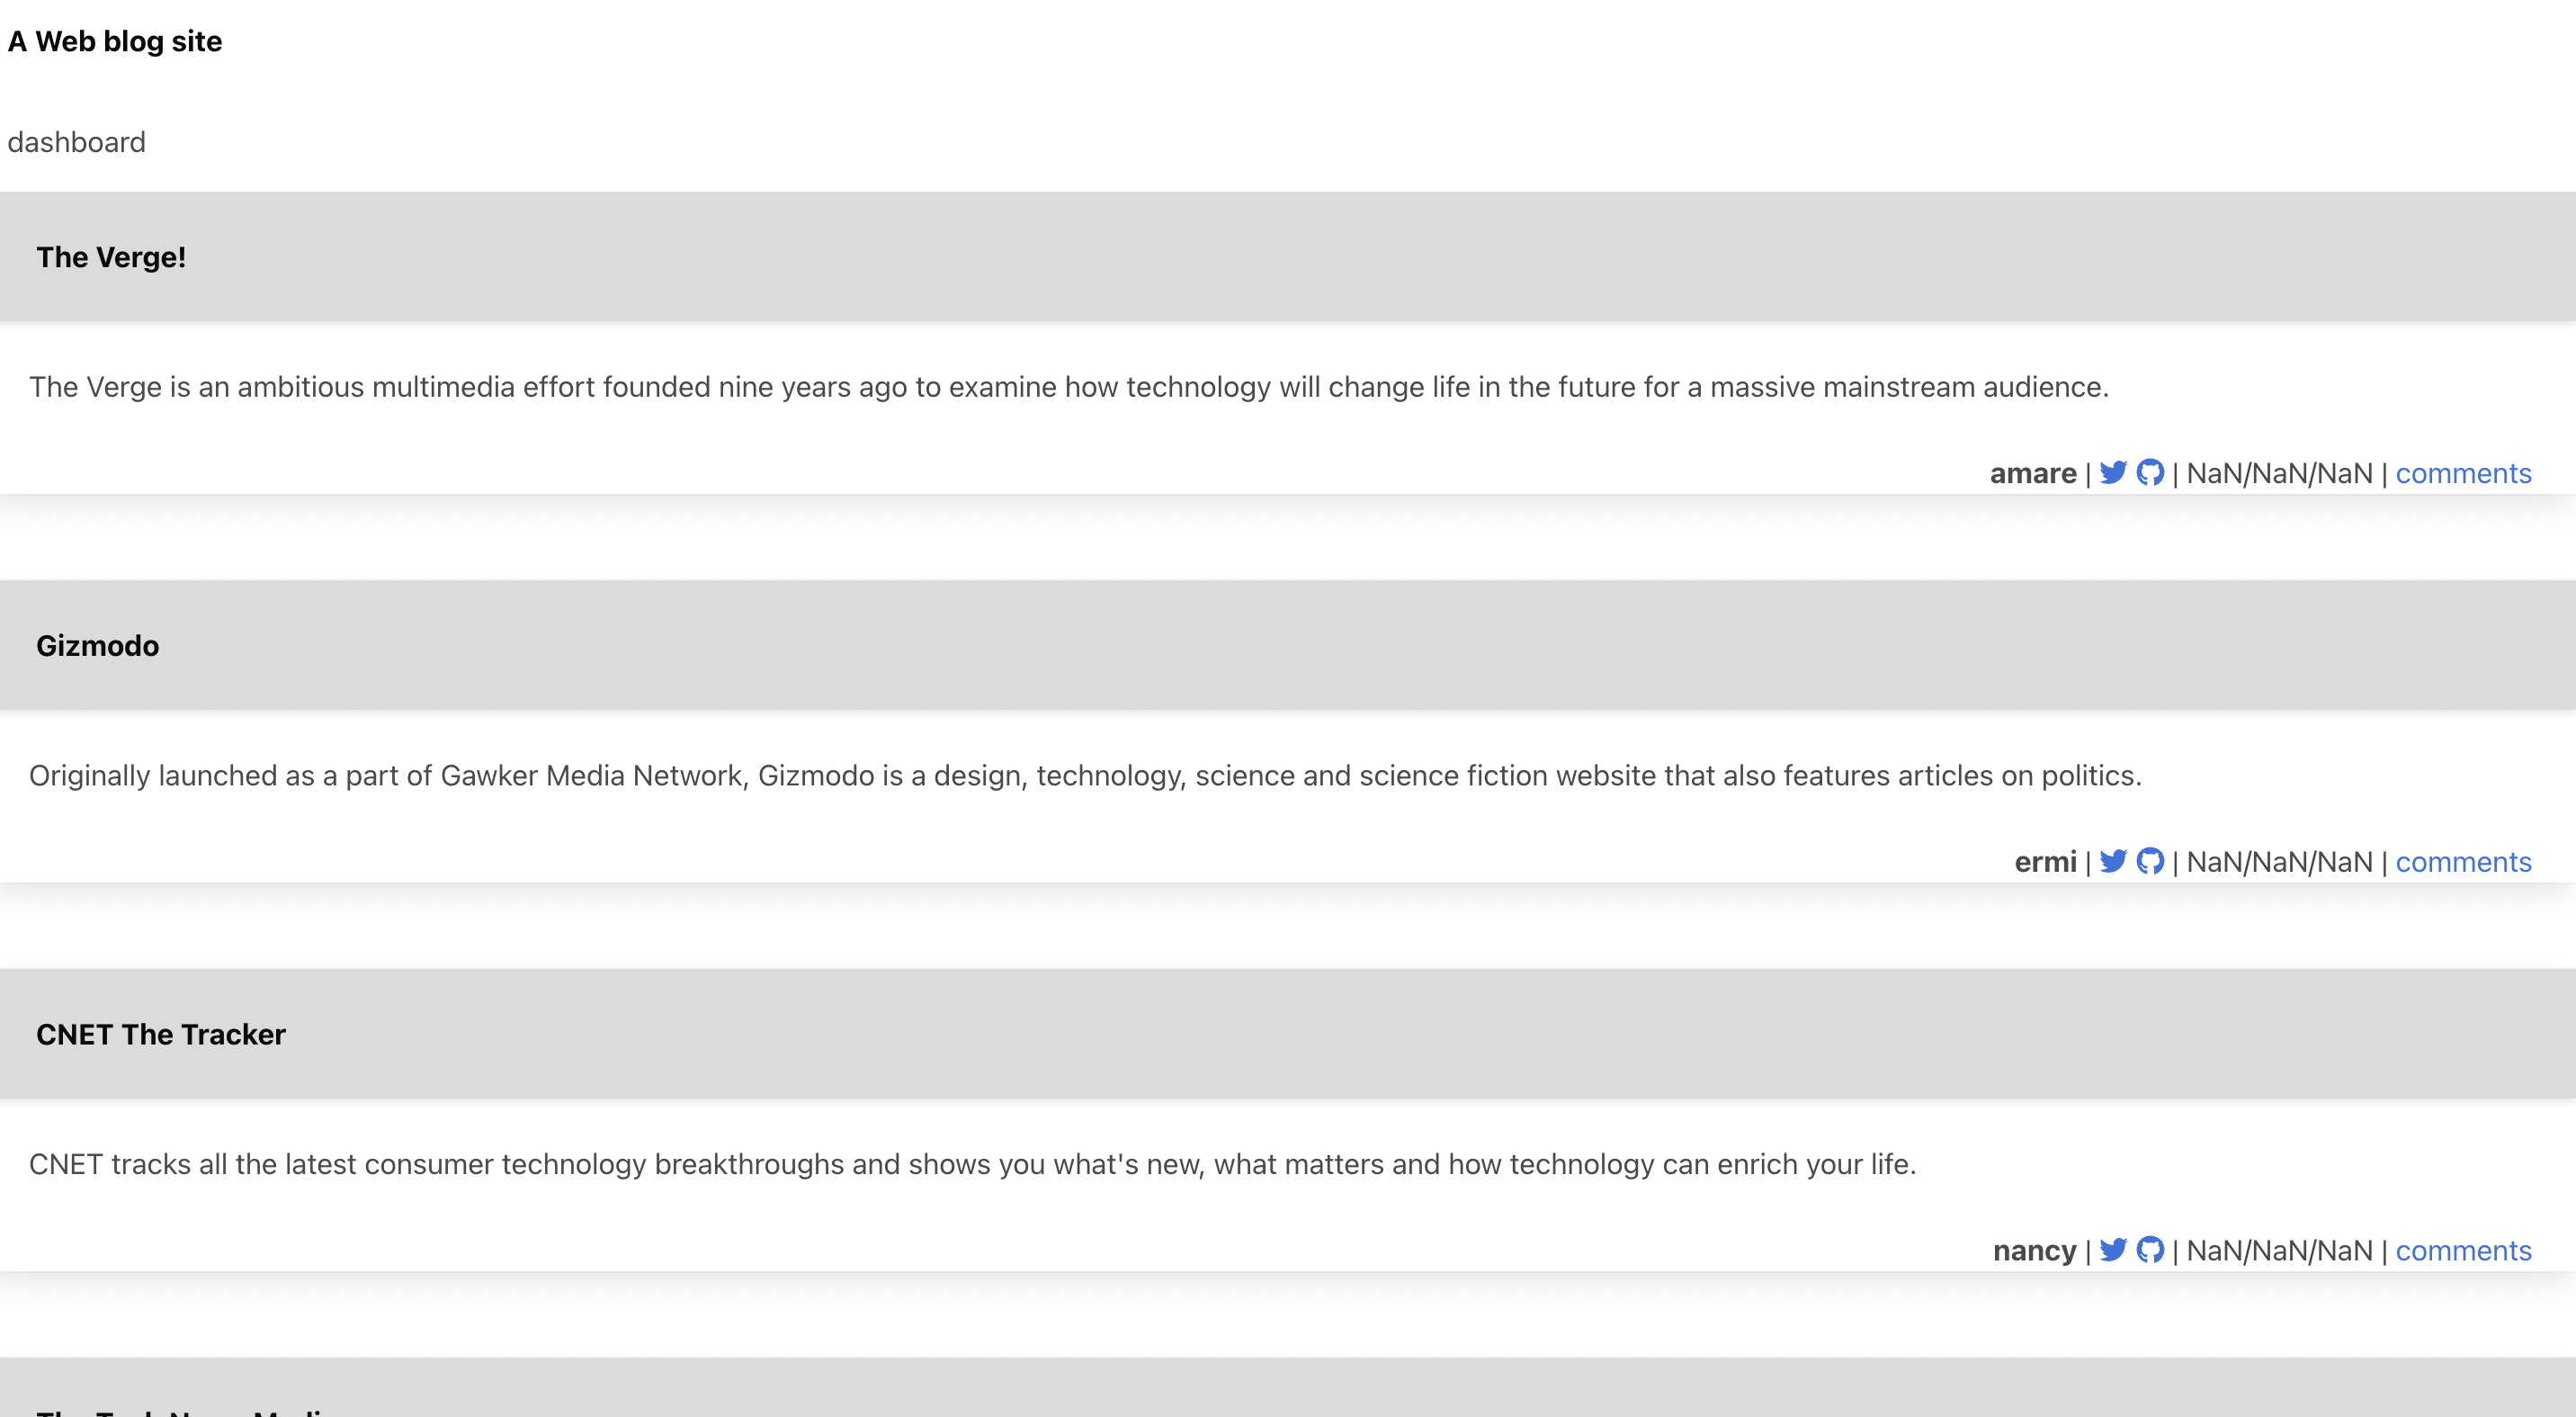 A Web blog site
dashboard
The Verge!
The Verge is an ambitious multimedia effort founded nine years ago to examine how technology will change life in the future for a massive mainstream audience.
amare | | NaN/NaN/NaN | comments
Gizmodo
Originally launched as a part of Gawker Media Network, Gizmodo is a design, technology, science and science fiction website that also features articles on politics.
ermi | | NaN/NaN/NaN | comments
CNET The Tracker
CNET tracks all the latest consumer technology breakthroughs and shows you what's new, what matters and how technology can enrich your life.
nancy | | NaN/NaN/NaN | comments